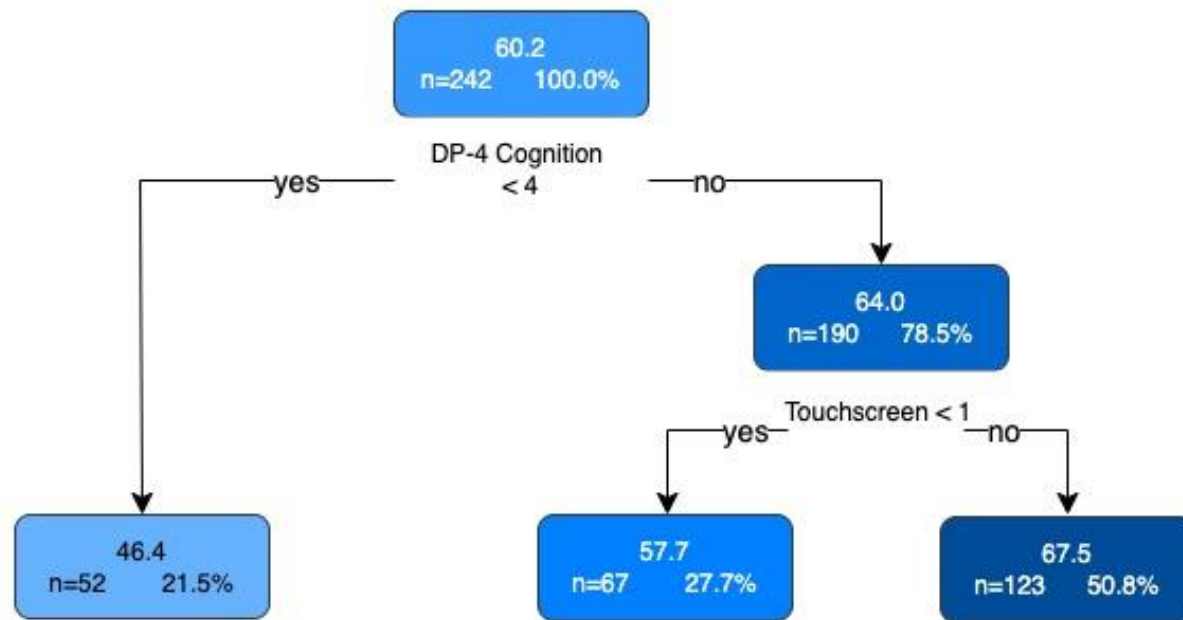 60.2
n=242 100.0%
DP-4 Cognition
< 4
yes
no
64.0
n=190 78.5%
Touchscreen < 1
yes
no
46.4
n=52 21.5%
57.7
n=67 27.7%
67.5
n=123 50.8%